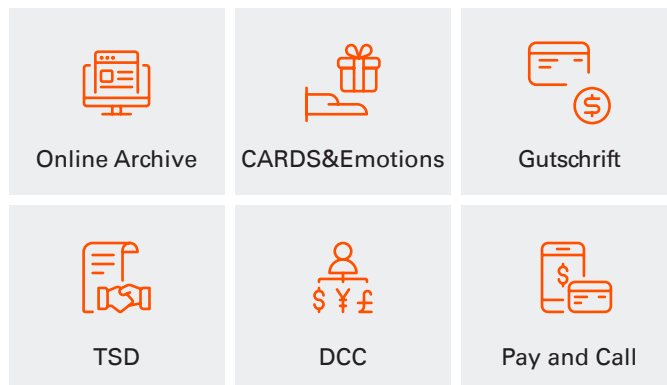 Online Archive
CARDS&Emotions
Gutschrift
$
TSD
DCC
$ ¥ £
Pay and Call
$